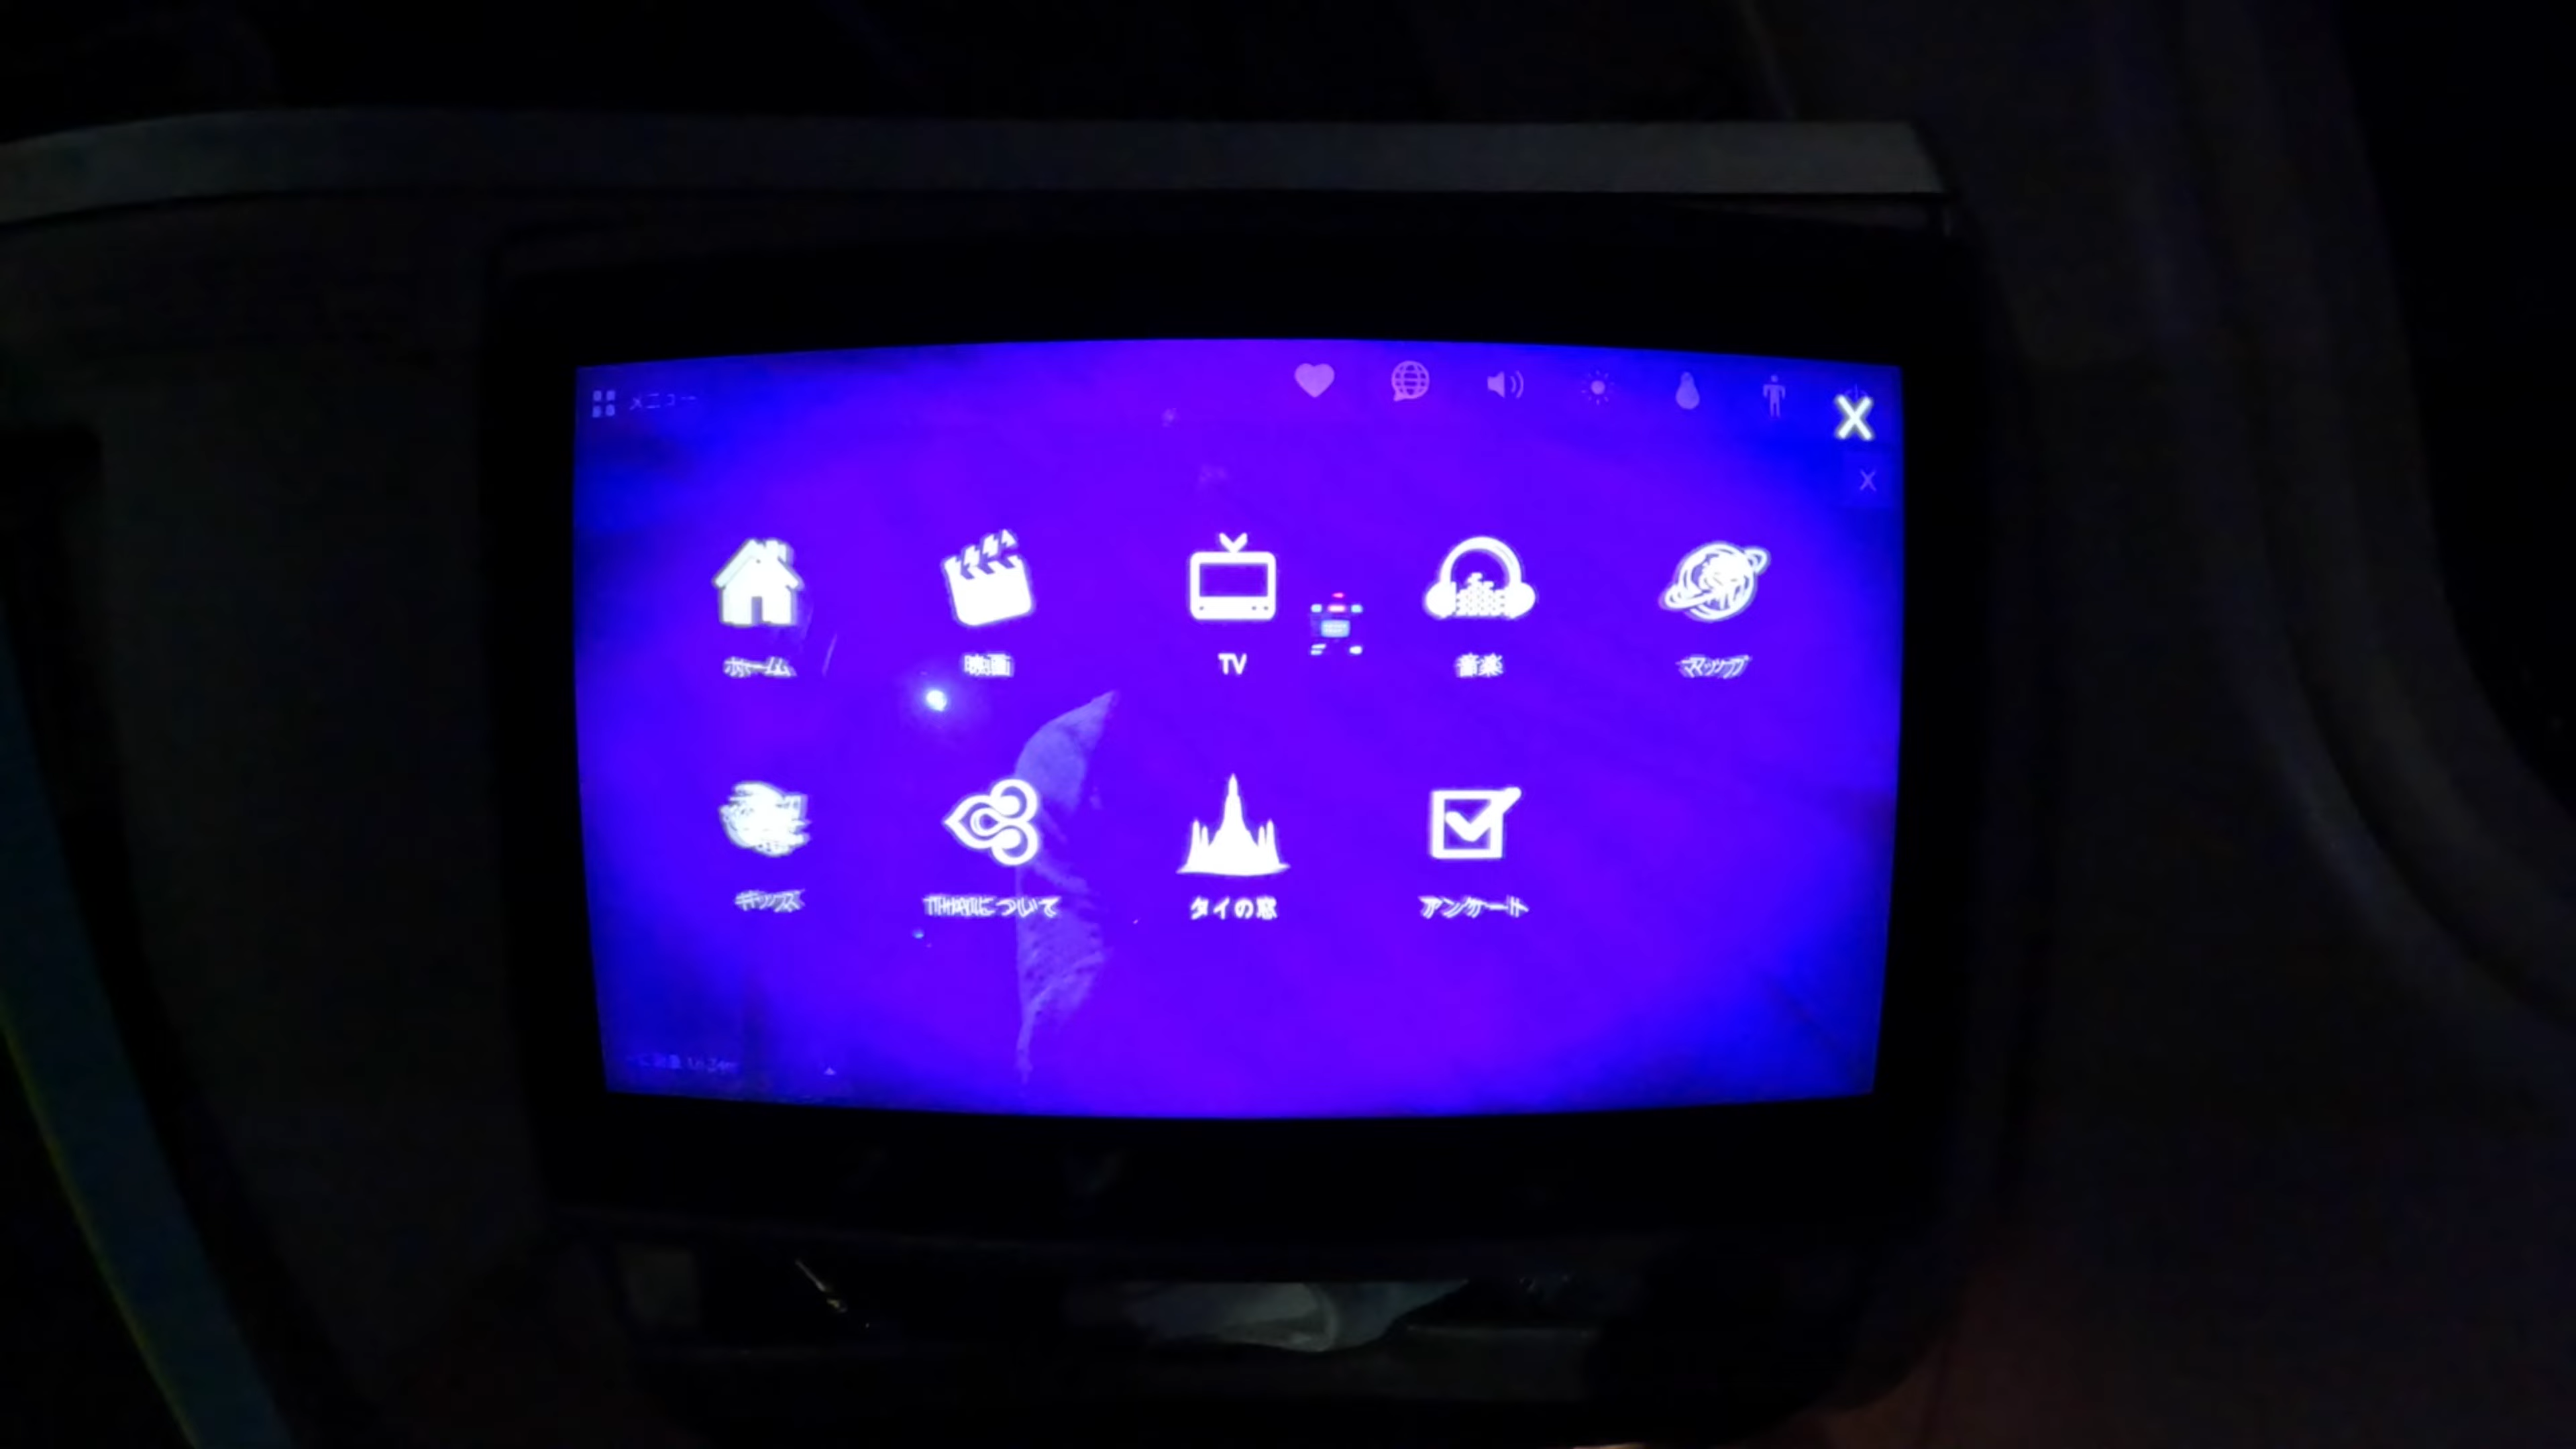 メニュー
X
X
ホーム
映画
TV
音楽
マップ
キッズ
THAIについて
タイの窓
アンケート